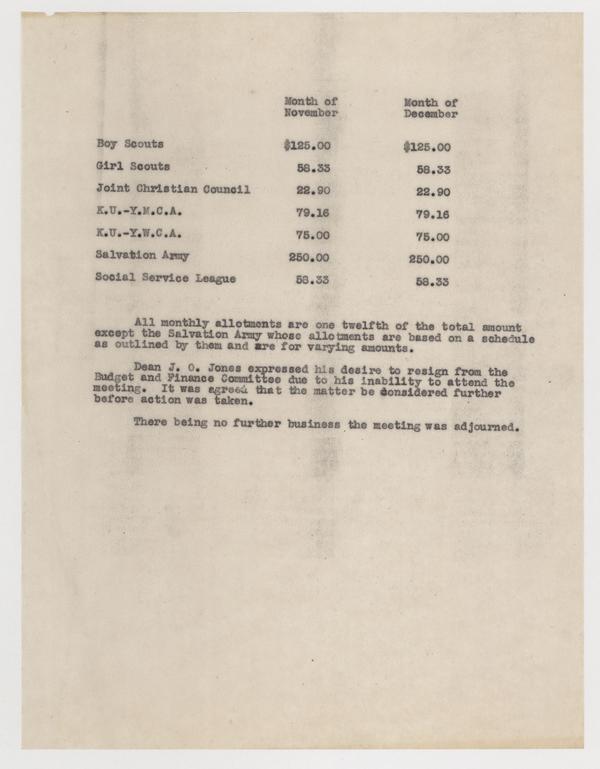 Month of November Month of December
Boy Scouts $125.00 $125.00
Girl Scouts 58.33 58.33
Joint Christian Council 22.90 22.90
K.U.-Y.M.C.A. 79.16 79.16
K.U.-Y.W.C.A. 75.00 75.00
Salvation Army 250.00 250.00
Social Service League 58.33 58.33
All monthly allotments are one twelfth of the total amount
except the Salvation Army whose allotments are based on a schedule
as outlined by them and are for varying amounts.
Dean J. O. Jones expressed his desire to resign from the
Budget and Finance Committee due to his inability to attend the
meeting. It was agreed that the matter be considered further
before action was taken.
There being no further business the meeting was adjourned.